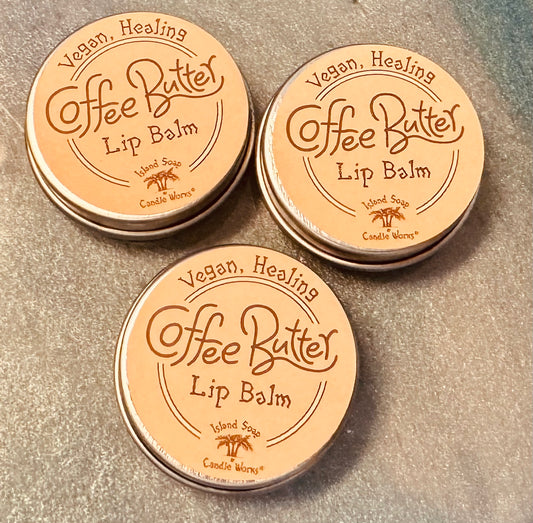 Vegan, Healing
Coffee Butter
Lip Balm
Island Soap
&
Candle Works®
Vegan, Healing
Coffee Butter
Lip Balm
Island Soap
&
Candle Works®
Vegan, Healing
Coffee Butter
Lip Balm
Island Soap
&
Candle Works®